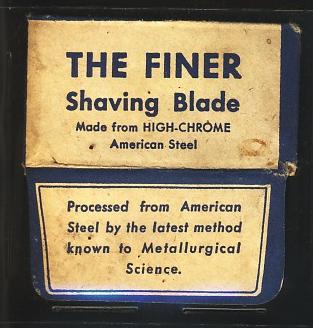 THE FINER
Shaving Blade
Made from HIGH-CHROME
American Steel
Processed from American
Steel by the latest method
known to Metallurgical
Science.